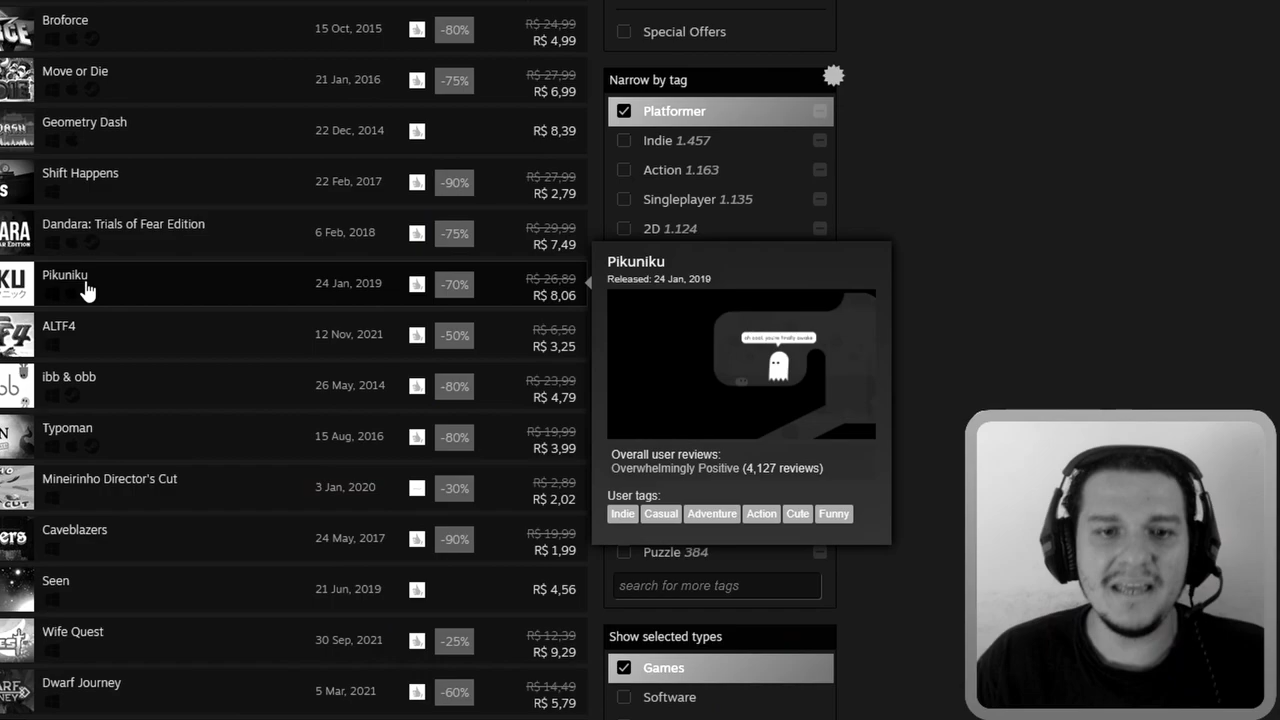 Broforce
15 Oct, 2015
-80%
R$ 24,99
R$ 4,99
Move or Die
21 Jan, 2016
-75%
R$ 27,99
R$ 6,99
Geometry Dash
22 Dec, 2014
R$ 8,39
Shift Happens
22 Feb, 2017
-90%
R$ 27,99
R$ 2,79
Dandara: Trials of Fear Edition
6 Feb, 2018
-75%
R$ 29,99
R$ 7,49
Pikuniku
24 Jan, 2019
-70%
R$ 26,89
R$ 8,06
ALTF4
12 Nov, 2021
-50%
R$ 6,50
R$ 3,25
ibb & obb
26 May, 2014
-80%
R$ 23,99
R$ 4,79
Typoman
15 Aug, 2016
-80%
R$ 19,99
R$ 3,99
Mineirinho Director's Cut
3 Jan, 2020
-30%
R$ 2,89
R$ 2,02
Caveblazers
24 May, 2017
-90%
R$ 19,99
R$ 1,99
Seen
21 Jun, 2019
R$ 4,56
Wife Quest
30 Sep, 2021
-25%
R$ 12,39
R$ 9,29
Dwarf Journey
5 Mar, 2021
-60%
R$ 14,49
R$ 5,79
Special Offers
Narrow by tag
Platformer
Indie 1.457
Action 1.163
Singleplayer 1.135
2D 1.124
Pikuniku
Released: 24 Jan, 2019
oh cool you're finally awake
Overall user reviews:
Overwhelmingly Positive (4,127 reviews)
User tags:
Indie Casual Adventure Action Cute Funny
Puzzle 384
search for more tags
Show selected types
Games
Software